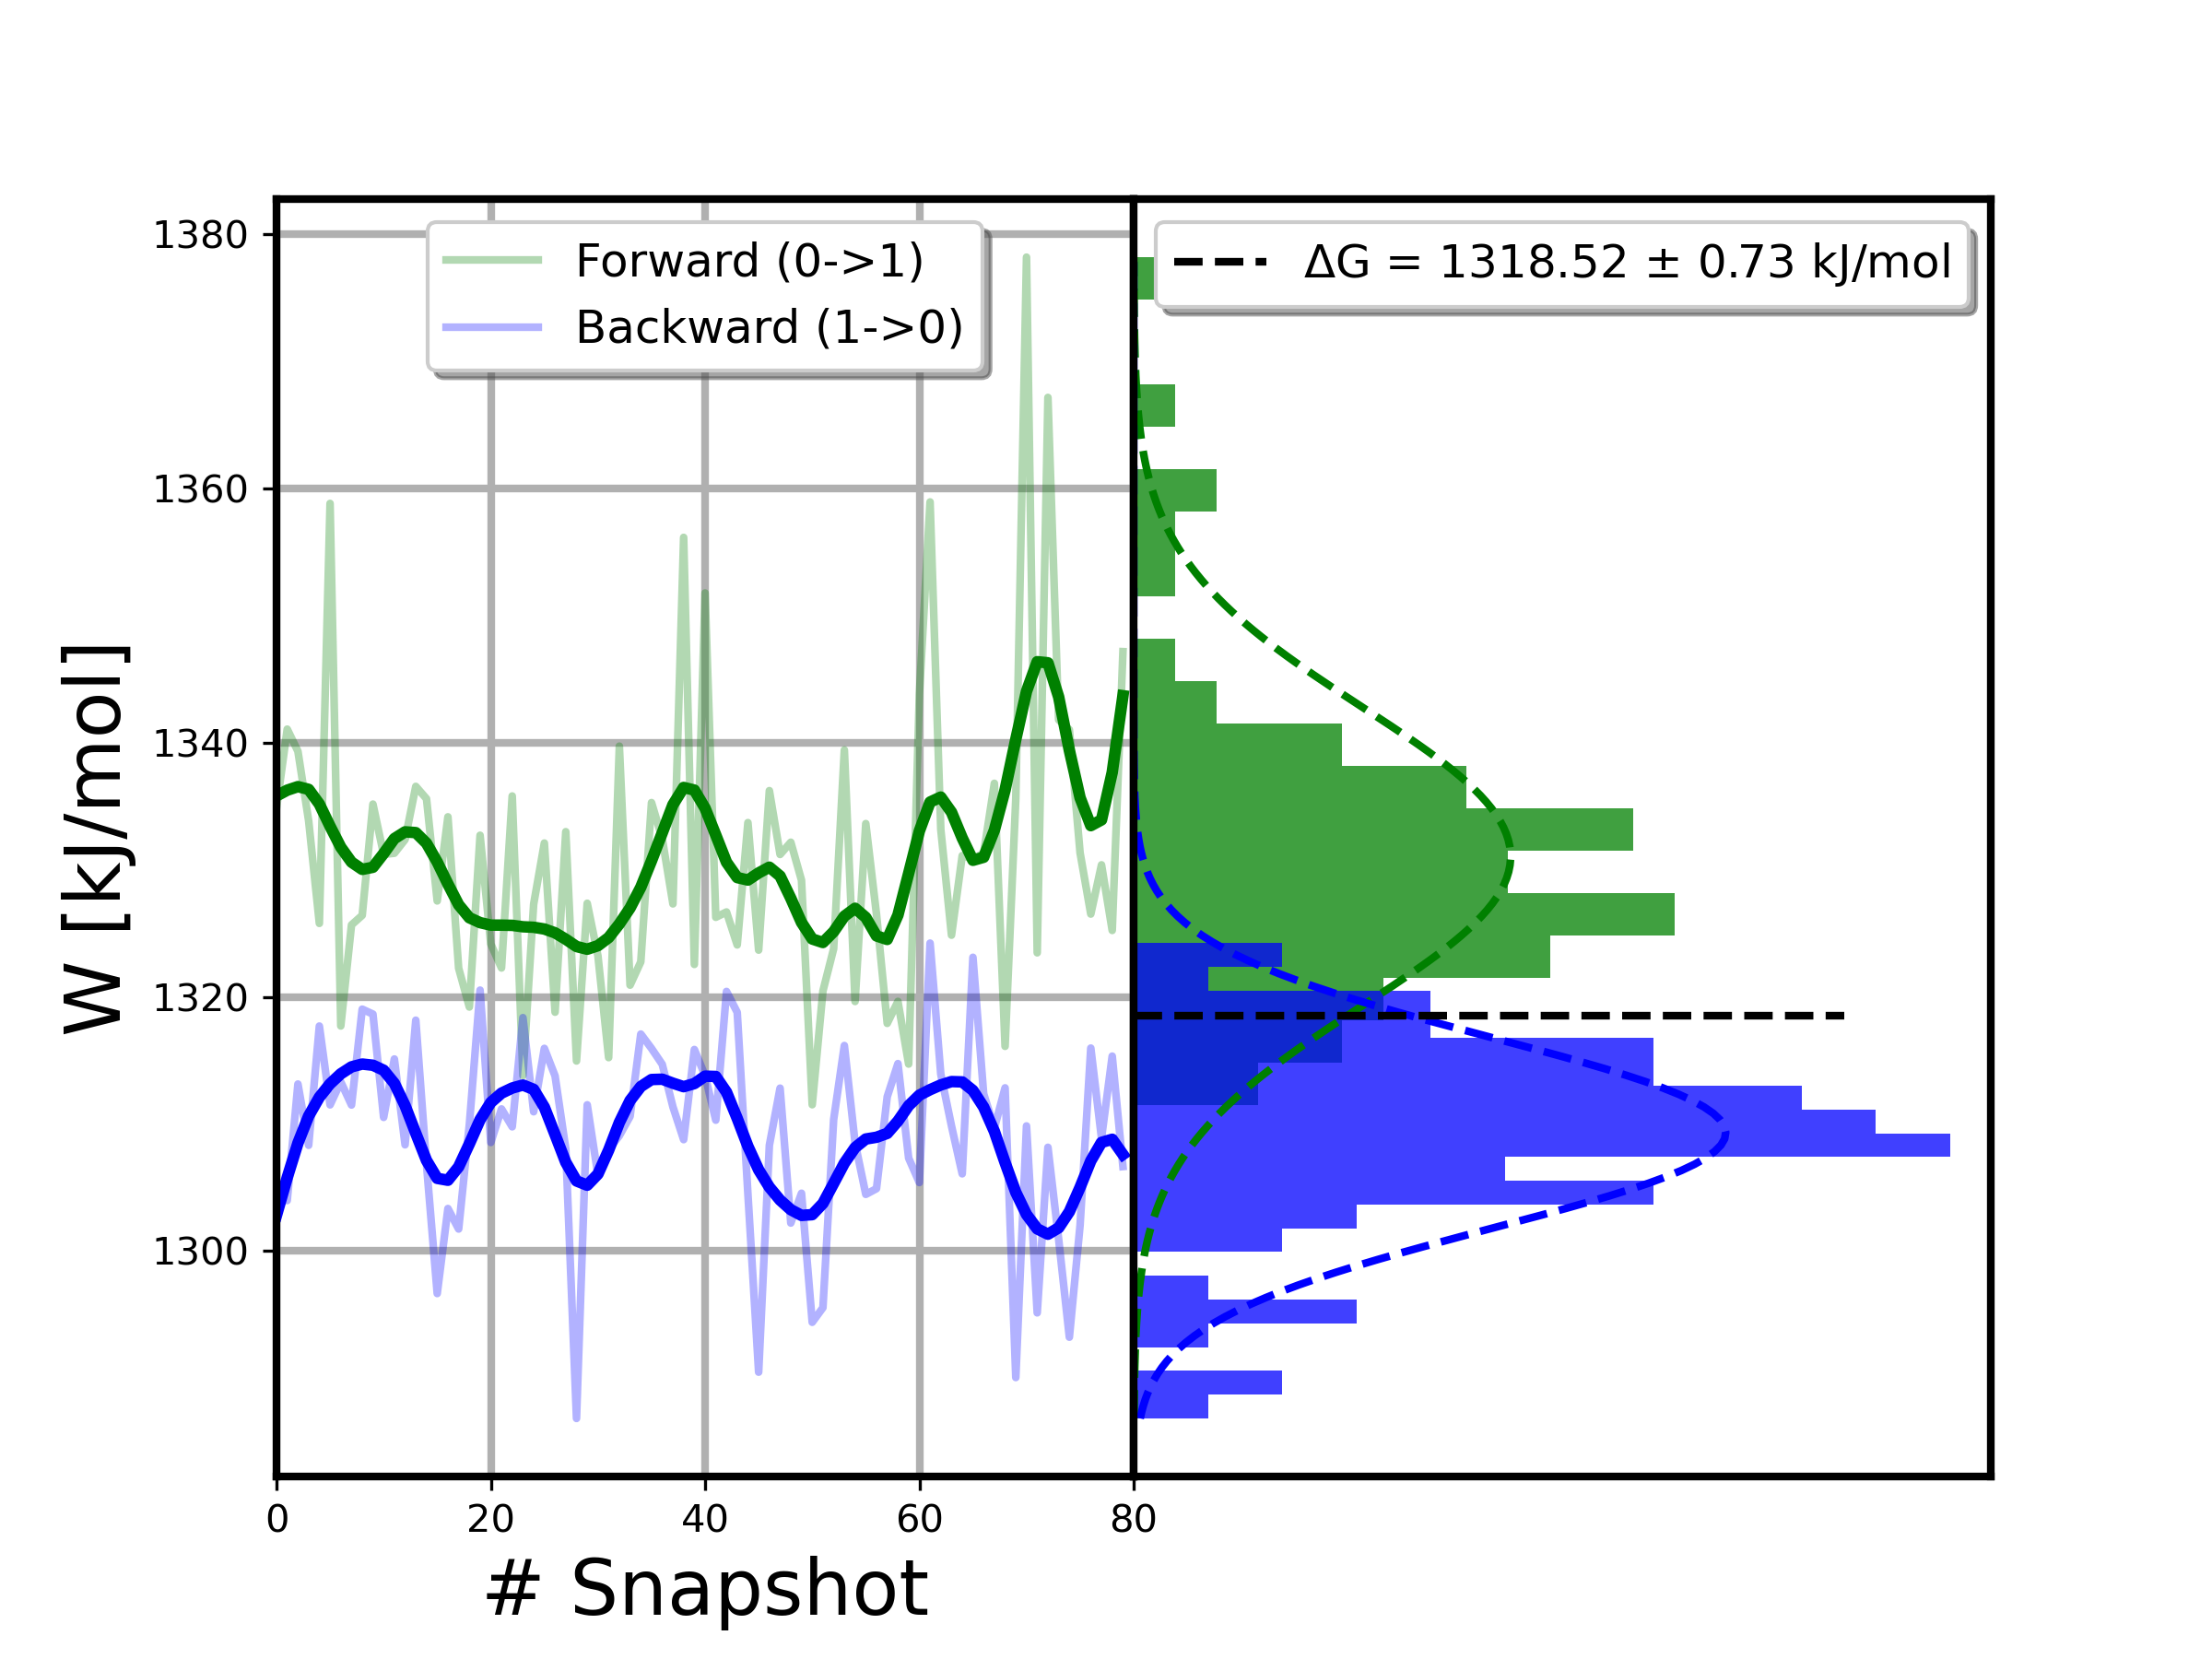 Forward (0->1)
Backward (1->0)
ΔG = 1318.52 ± 0.73 kJ/mol
W [kJ/mol]
1380
1360
1340
1320
1300
0 20 40 60 80
# Snapshot